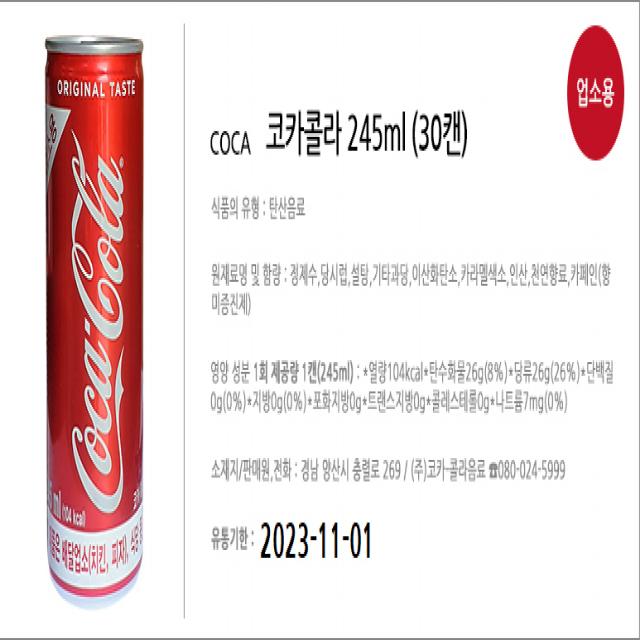 ORIGINAL TASTE
Coca-Cola
ml (104 kcal)
배달업소(치킨, 피자),
업소용
COCA 코카콜라 245ml (30캔)
식품의 유형 : 탄산음료
원재료명 및 함량 : 정제수,당시럽,설탕,기타과당,이산화탄소,카라멜색소,인산,천연향료,카페인(향
미증진제)
영양 성분 1회 제공량 1캔(245ml) : *열량104kcal*탄수화물26g(8%)*당류26g(26%)*단백질
0g(0%)*지방0g(0%)*포화지방0g*트랜스지방0g*콜레스테롤0g*나트륨7mg(0%)
소재지/판매원,전화 : 경남 양산시 충렬로 269 / (주)코카-콜라음료 ☎080-024-5999
유통기한 : 2023-11-01